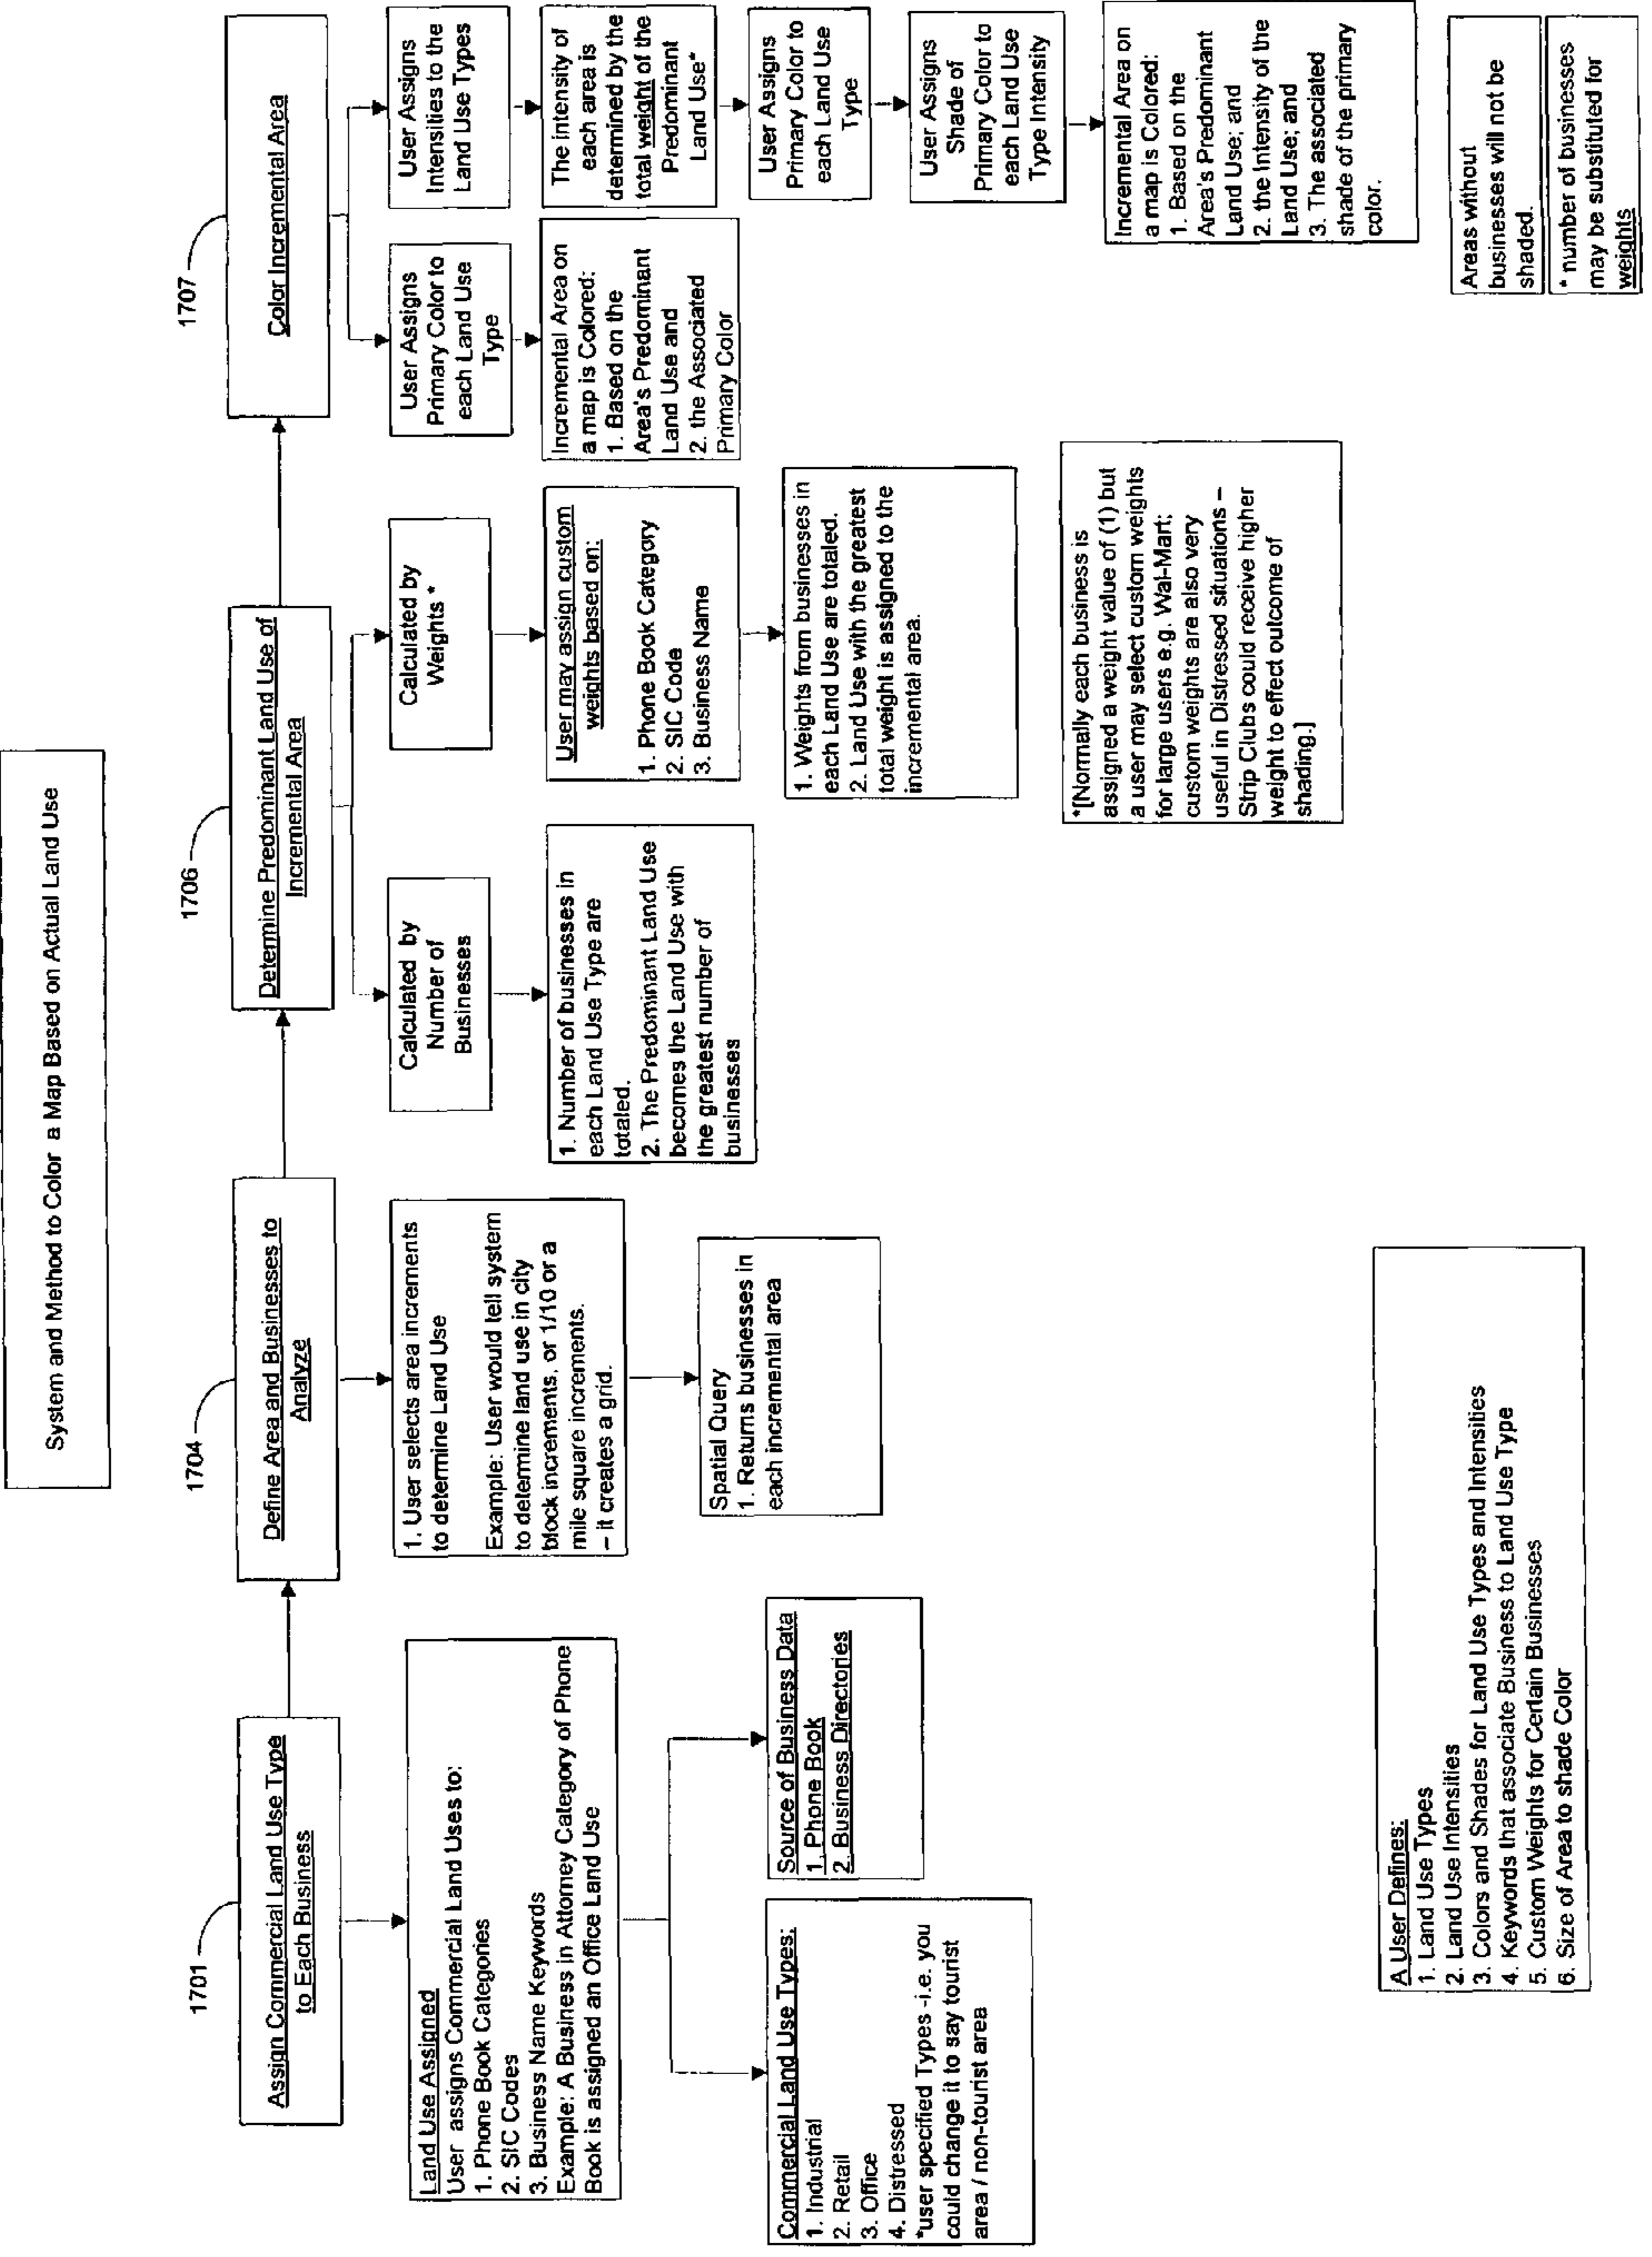 System and Method to Color a Map Based on Actual Land Use
1701
Assign Commercial Land Use Type
to Each Business
Land Use Assigned
User assigns Commercial Land Uses to:
1. Phone Book Categories
2. SIC Codes
3. Business Name Keywords
Example: A Business in Attorney Category of Phone
Book is assigned an Office Land Use
Commercial Land Use Types:
1. Industrial
2. Retail
3. Office
4. Distressed
*user specified Types -i.e. you
could change it to say tourist
area / non-tourist area
Source of Business Data
1. Phone Book
2. Business Directories
1704
Define Area and Businesses to
Analyze
1. User selects area increments
to determine Land Use
Example: User would tell system
to determine land use in city
block increments, or 1/10 or a
mile square increments.
– it creates a grid.
Spatial Query
1. Returns businesses in
each incremental area
1706
Determine Predominant Land Use of
Incremental Area
Calculated by
Number of
Businesses
1. Number of businesses in
each Land Use Type are
totaled.
2. The Predominant Land Use
becomes the Land Use with
the greatest number of
businesses
Calculated by
Weights *
User may assign custom
weights based on:
1. Phone Book Category
2. SIC Code
3. Business Name
1. Weights from businesses in
each Land Use are totaled.
2. Land Use with the greatest
total weight is assigned to the
incremental area.
*[Normally each business is
assigned a weight value of (1) but
a user may select custom weights
for large users e.g. Wal-Mart;
custom weights are also very
useful in Distressed situations –
Strip Clubs could receive higher
weight to effect outcome of
shading.]
1707
Color Incremental Area
User Assigns
Primary Color to
each Land Use
Type
Incremental Area on
a map is Colored:
1. Based on the
Area's Predominant
Land Use and
2. the Associated
Primary Color
User Assigns
Intensities to the
Land Use Types
The intensity of
each area is
determined by the
total weight of the
Predominant
Land Use*
User Assigns
Primary Color to
each Land Use
Type
User Assigns
Shade of
Primary Color to
each Land Use
Type Intensity
Incremental Area on
a map is Colored:
1. Based on the
Area's Predominant
Land Use; and
2. the Intensity of the
Land Use; and
3. The associated
shade of the primary
color.
Areas without
businesses will not be
shaded.
* number of businesses
may be substituted for
weights
A User Defines:
1. Land Use Types
2. Land Use Intensities
3. Colors and Shades for Land Use Types and Intensities
4. Keywords that associate Business to Land Use Type
5. Custom Weights for Certain Businesses
6. Size of Area to shade Color